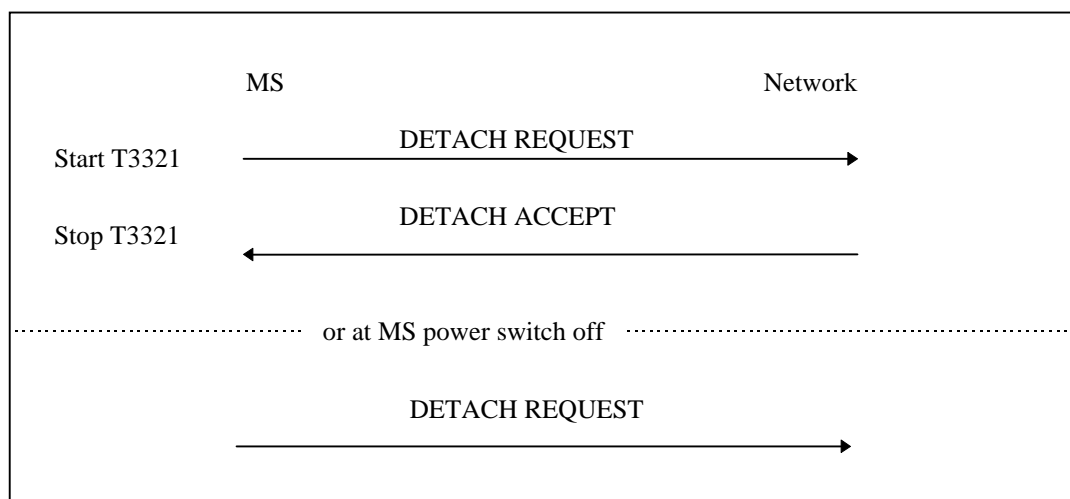 MS Network
Start T3321 DETACH REQUEST
Stop T3321 DETACH ACCEPT
or at MS power switch off
DETACH REQUEST